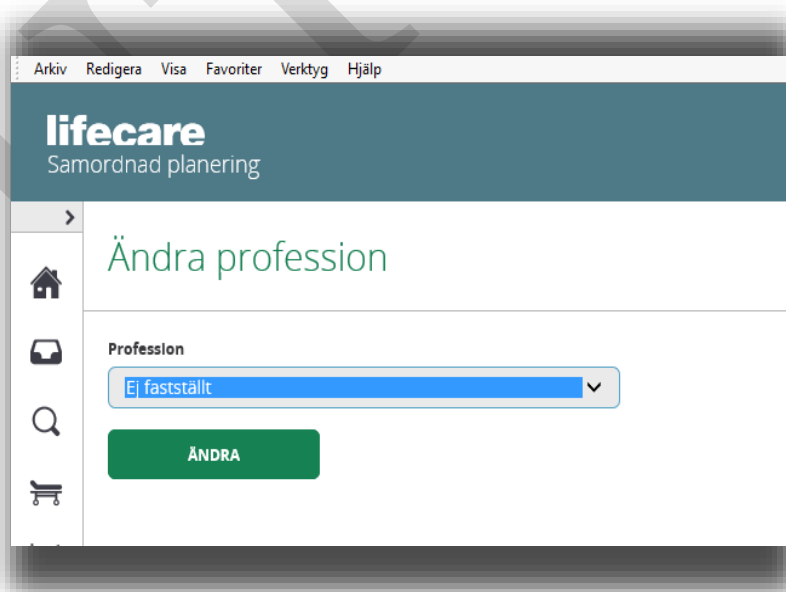 Arkiv Redigera Visa Favoriter Verktyg Hjälp
lifecare
Samordnad planering
Ändra profession
Profession
Ej fastställt
ÄNDRA